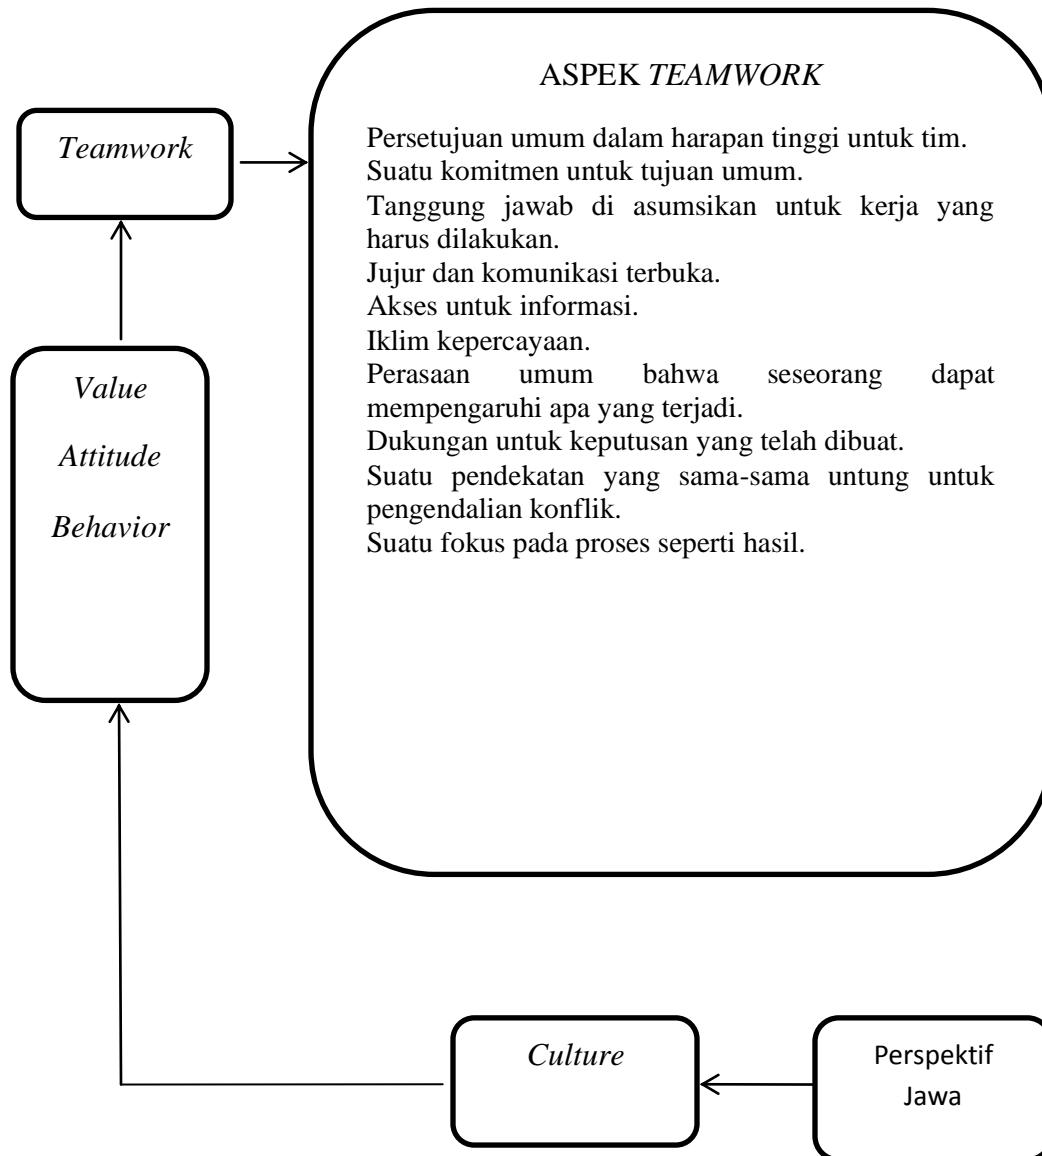 ASPEK TEAMWORK
Persetujuan umum dalam harapan tinggi untuk tim.
Suatu komitmen untuk tujuan umum.
Tanggung jawab di asumsikan untuk kerja yang
harus dilakukan.
Jujur dan komunikasi terbuka.
Akses untuk informasi.
Iklim kepercayaan.
Perasaan umum bahwa seseorang dapat
mempengaruhi apa yang terjadi.
Dukungan untuk keputusan yang telah dibuat.
Suatu pendekatan yang sama-sama untung untuk
pengendalian konflik.
Suatu fokus pada proses seperti hasil.
Teamwork
Value
Attitude
Behavior
Culture
Perspektif
Jawa